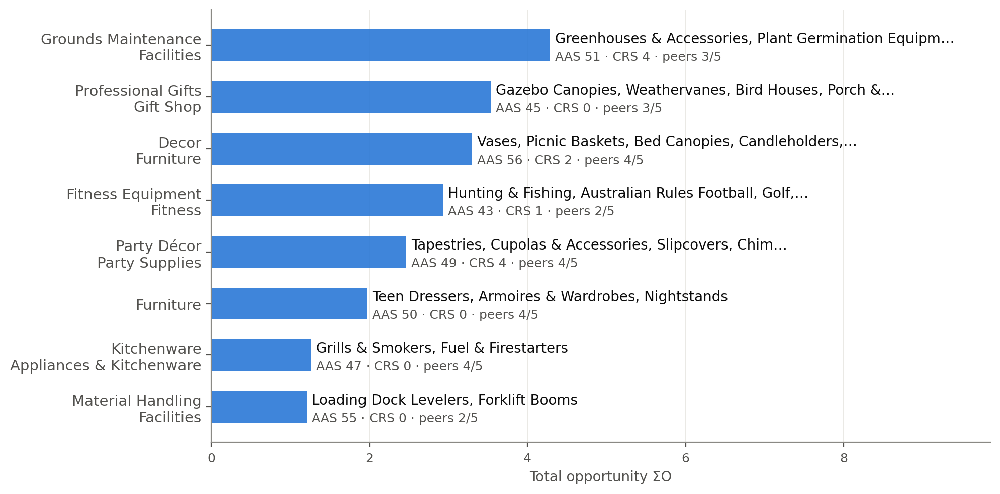 Grounds Maintenance
Facilities
Greenhouses & Accessories, Plant Germination Equipm...
AAS 51 · CRS 4 · peers 3/5
Professional Gifts
Gift Shop
Gazebo Canopies, Weathervanes, Bird Houses, Porch &...
AAS 45 · CRS 0 · peers 3/5
Decor
Furniture
Vases, Picnic Baskets, Bed Canopies, Candleholders,...
AAS 56 · CRS 2 · peers 4/5
Fitness Equipment
Fitness
Hunting & Fishing, Australian Rules Football, Golf,...
AAS 43 · CRS 1 · peers 2/5
Party Décor
Party Supplies
Tapestries, Cupolas & Accessories, Slipcovers, Chim...
AAS 49 · CRS 4 · peers 4/5
Furniture
Teen Dressers, Armoires & Wardrobes, Nightstands
AAS 50 · CRS 0 · peers 4/5
Kitchenware
Appliances & Kitchenware
Grills & Smokers, Fuel & Firestarters
AAS 47 · CRS 0 · peers 4/5
Material Handling
Facilities
Loading Dock Levelers, Forklift Booms
AAS 55 · CRS 0 · peers 2/5
0 2 4 6 8
Total opportunity ΣO